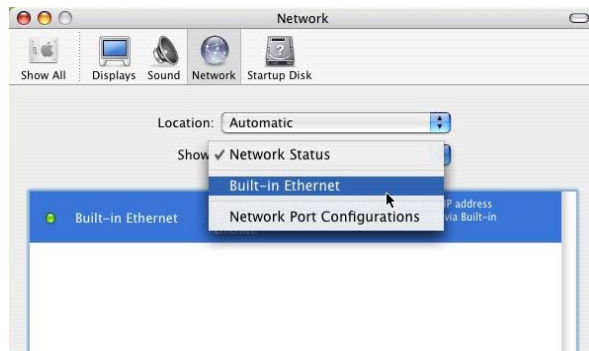 Network
Show All
Displays
Sound
Network
Startup Disk
Location: Automatic
Show
✓ Network Status
Built-in Ethernet
Network Port Configurations
Built-in Ethernet
IP address
via Built-in
Ethernet.